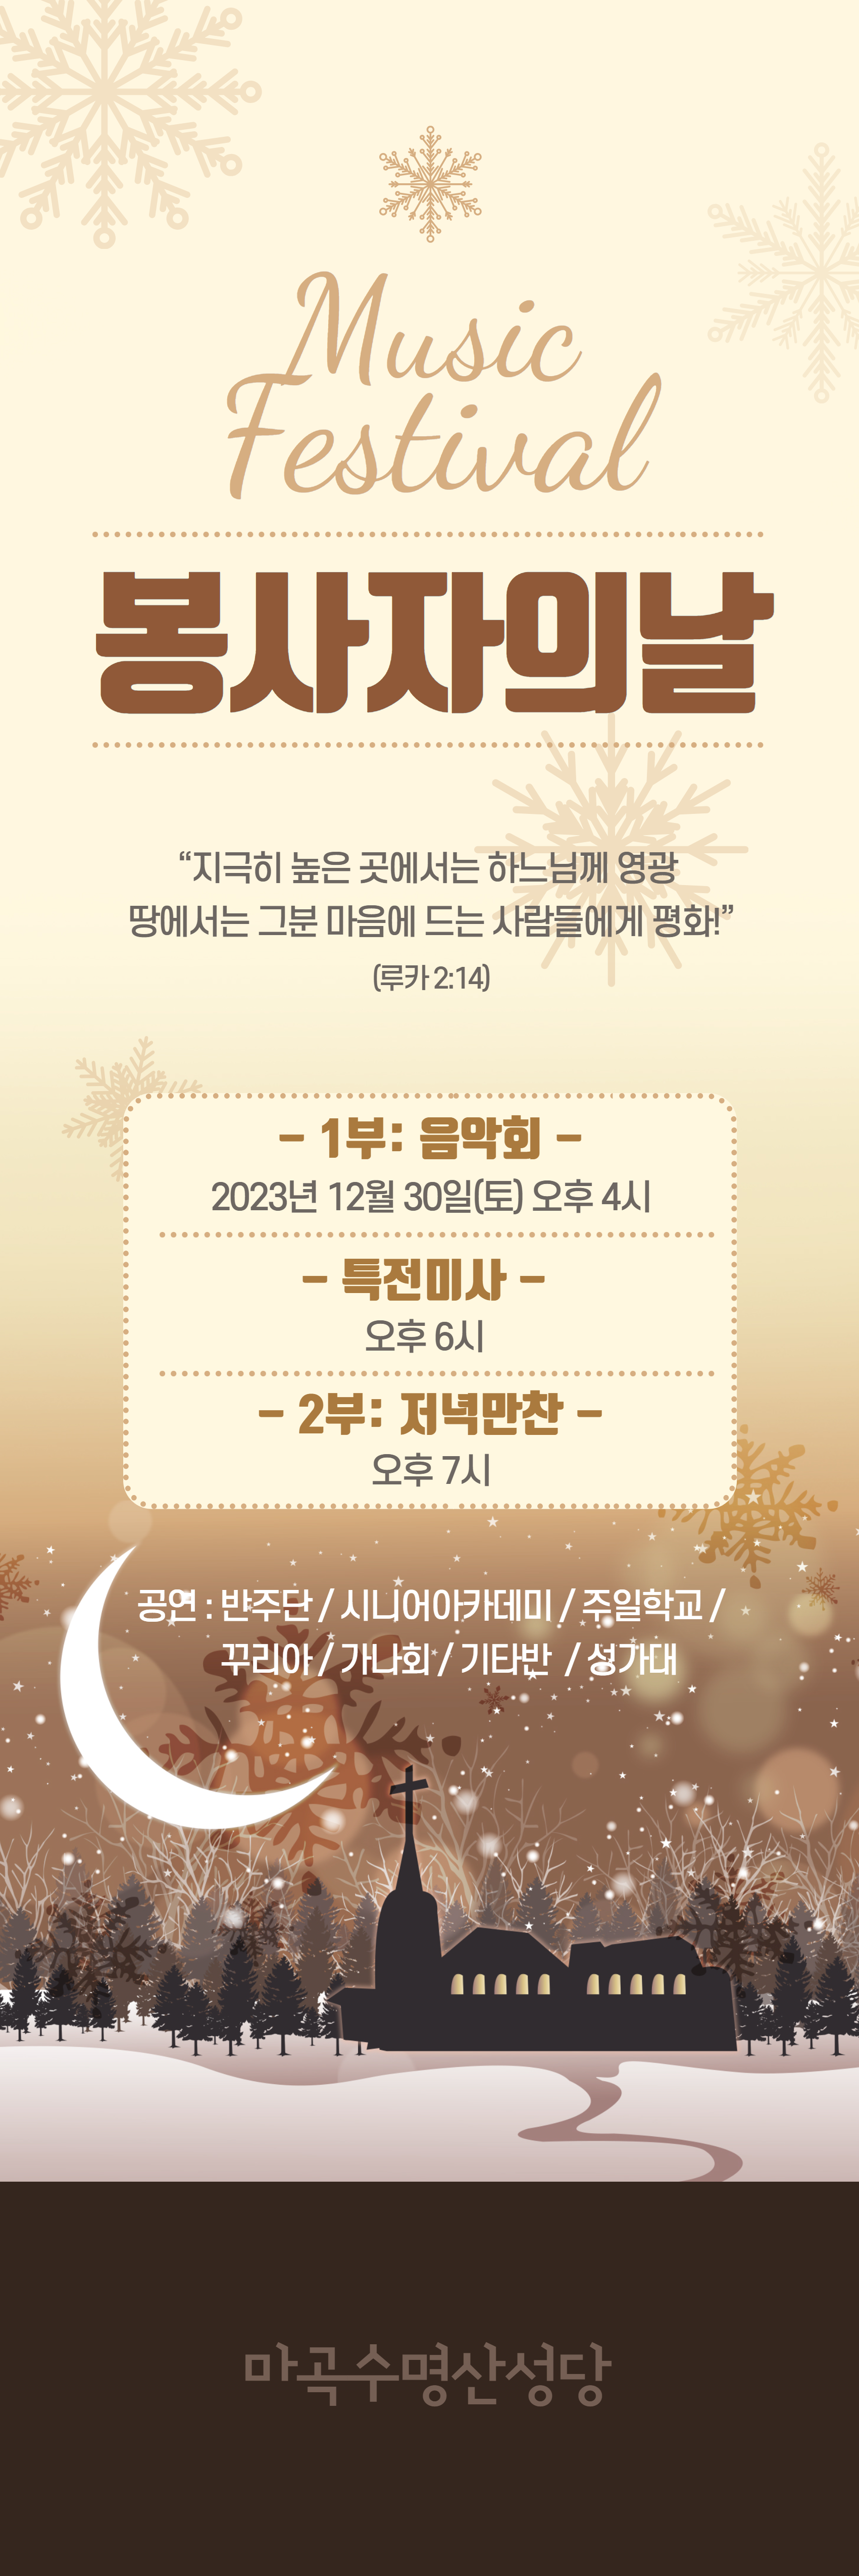 Music
Festival
봉사자의날
“지극히 높은 곳에서는 하느님께 영광
땅에서는 그분 마음에 드는 사람들에게 평화!”
(루카 2:14)
– 1부: 음악회 –
2023년 12월 30일(토) 오후 4시
– 특전미사 –
오후 6시
– 2부: 저녁만찬 –
오후 7시
공연 : 반주단 / 시니어아카데미 / 주일학교 /
꾸리아 / 가나회 / 기타반 / 성가대
마곡수명산성당